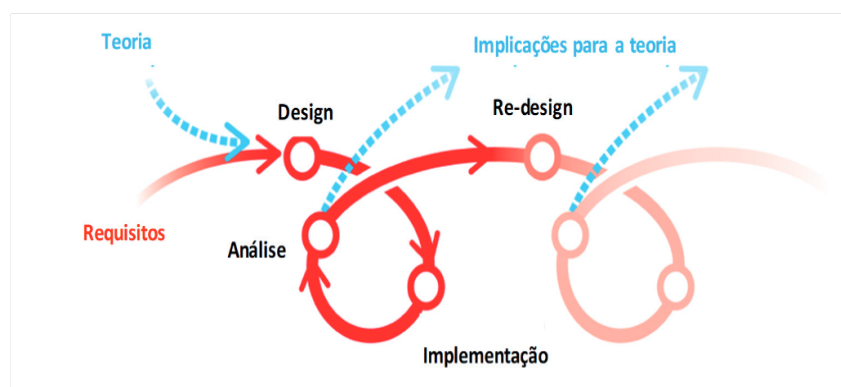 Teoria
Implicações para a teoria
Design
Re-design
Requisitos
Análise
Implementação